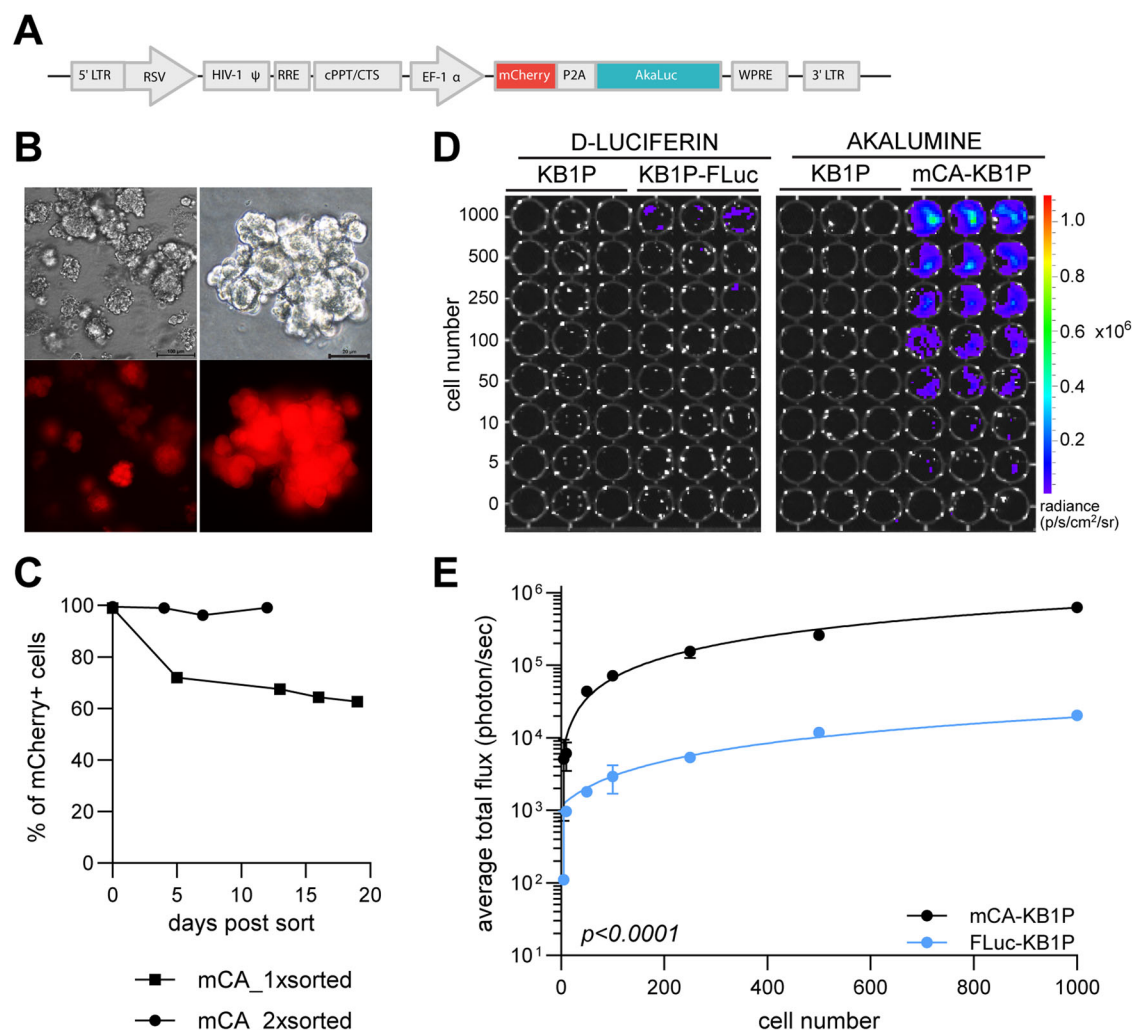 A
5' LTR
RSV
HIV-1 ψ
RRE
cPPT/CTS
EF-1 α
mCherry
P2A
AkaLuc
WPRE
3' LTR
B
100 µm
20 µm
D
D-LUCIFERIN
AKALUMINE
KB1P
KB1P-FLuc
KB1P
mCA-KB1P
cell number
1000
500
250
100
50
10
5
0
1.0
0.8
0.6
x10⁶
0.4
0.2
radiance
(p/s/cm²/sr)
C
% of mCherry+ cells
100
80
60
40
20
0
0 5 10 15 20
days post sort
mCA_1xsorted
mCA_2xsorted
E
average total flux (photon/sec)
10⁶
10⁵
10⁴
10³
10²
10¹
p<0.0001
mCA-KB1P
FLuc-KB1P
0 200 400 600 800 1000
cell number